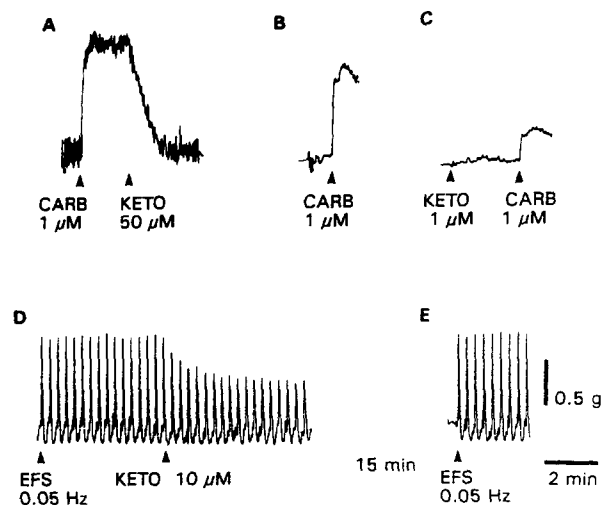 A
B
C
CARB
1 µM
KETO
50 µM
CARB
1 µM
KETO
1 µM
CARB
1 µM
D
E
EFS
0.05 Hz
KETO 10 µM
15 min
EFS
0.05 Hz
0.5 g
2 min